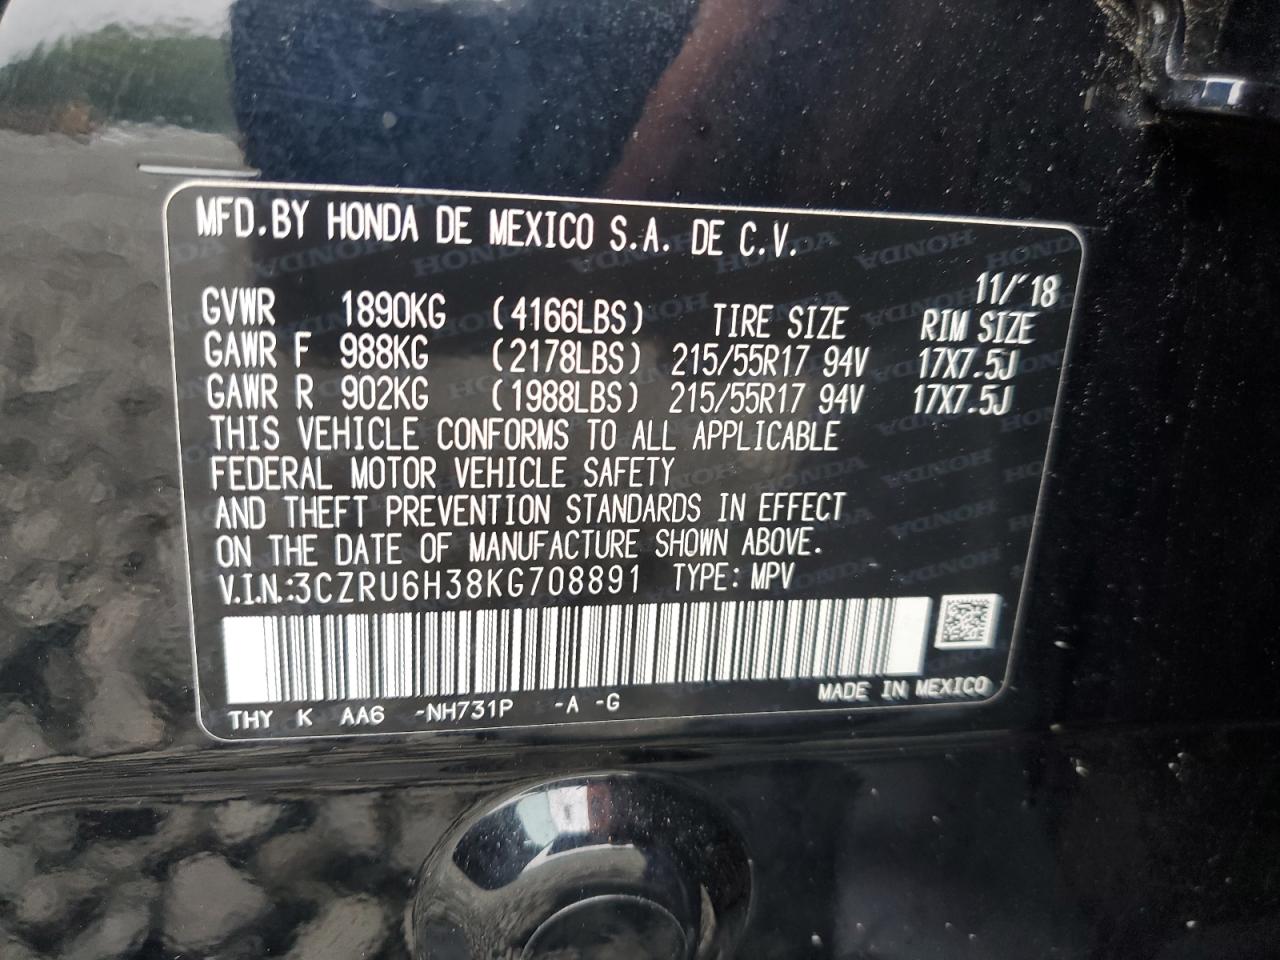 MFD.BY HONDA DE MEXICO S.A. DE C.V.
11/'18
GVWR 1890KG (4166LBS) TIRE SIZE RIM SIZE
GAWR F 988KG (2178LBS) 215/55R17 94V 17X7.5J
GAWR R 902KG (1988LBS) 215/55R17 94V 17X7.5J
THIS VEHICLE CONFORMS TO ALL APPLICABLE
FEDERAL MOTOR VEHICLE SAFETY
AND THEFT PREVENTION STANDARDS IN EFFECT
ON THE DATE OF MANUFACTURE SHOWN ABOVE.
V.I.N.:3CZRU6H38KG708891 TYPE: MPV
THY K AA6 -NH731P -A -G MADE IN MEXICO